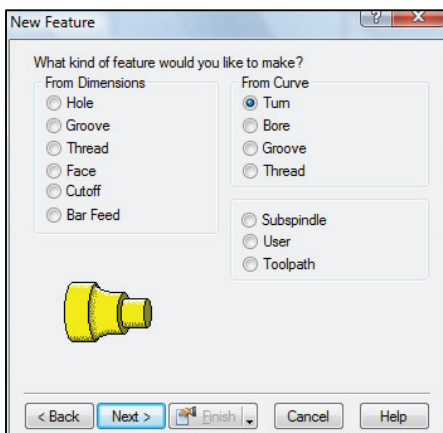 New Feature
What kind of feature would you like to make?
From Dimensions
Hole
Groove
Thread
Face
Cutoff
Bar Feed
From Curve
Turn
Bore
Groove
Thread
Subspindle
User
Toolpath
< Back Next > Finish Cancel Help